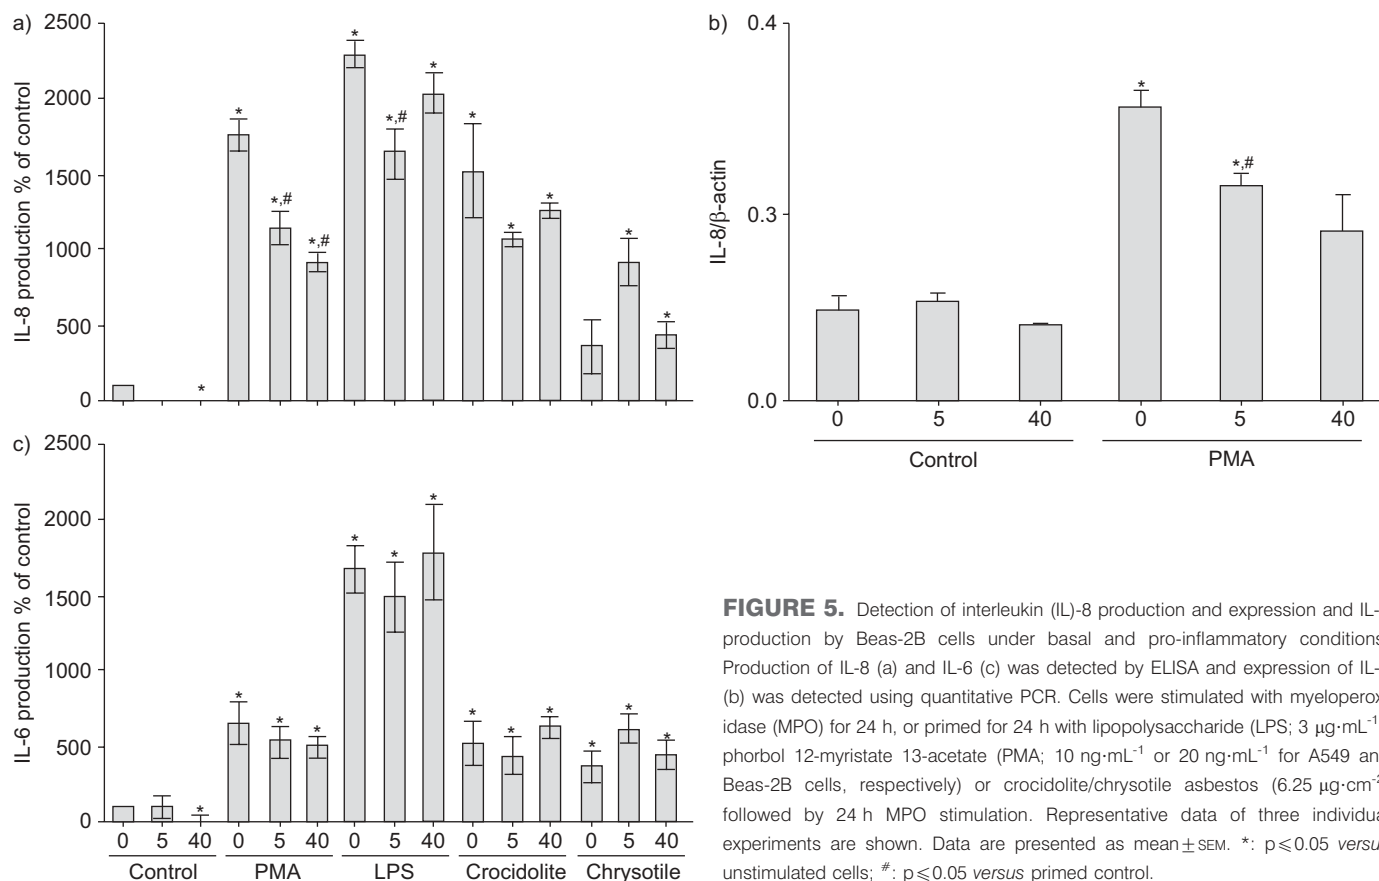 a)
2500
2000
1500
1000
500
0
IL-8 production % of control
*
*
*,#
*,#
*
*,#
*
*
*
*
*
*
b)
0.4
0.3
0.0
IL-8/β-actin
*
*,#
0 5 40 0 5 40
Control PMA
c)
2500
2000
1500
1000
500
0
IL-6 production % of control
*
*
*
*
*
*
*
*
*
*
*
*
*
0 5 40 0 5 40 0 5 40 0 5 40 0 5 40
Control PMA LPS Crocidolite Chrysotile
FIGURE 5. Detection of interleukin (IL)-8 production and expression and IL-
production by Beas-2B cells under basal and pro-inflammatory conditions
Production of IL-8 (a) and IL-6 (c) was detected by ELISA and expression of IL-
(b) was detected using quantitative PCR. Cells were stimulated with myeloperox
idase (MPO) for 24 h, or primed for 24 h with lipopolysaccharide (LPS; 3 μg·mL⁻¹
phorbol 12-myristate 13-acetate (PMA; 10 ng·mL⁻¹ or 20 ng·mL⁻¹ for A549 an
Beas-2B cells, respectively) or crocidolite/chrysotile asbestos (6.25 μg·cm⁻²
followed by 24 h MPO stimulation. Representative data of three individua
experiments are shown. Data are presented as mean±SEM. *: p⩽0.05 versu
unstimulated cells; #: p⩽0.05 versus primed control.